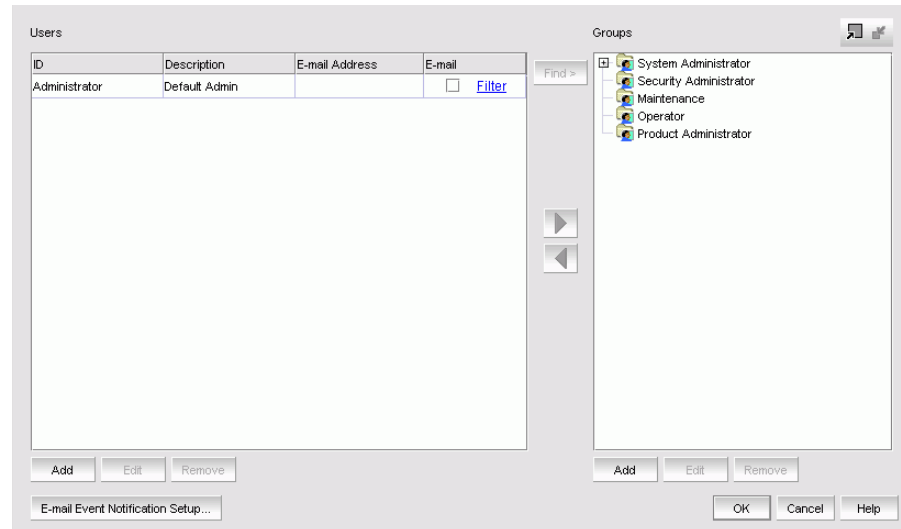 Users
Groups
ID Description E-mail Address E-mail
Administrator Default Admin Filter
Find >
System Administrator
Security Administrator
Maintenance
Operator
Product Administrator
Add Edit Remove
Add Edit Remove
E-mail Event Notification Setup...
OK Cancel Help